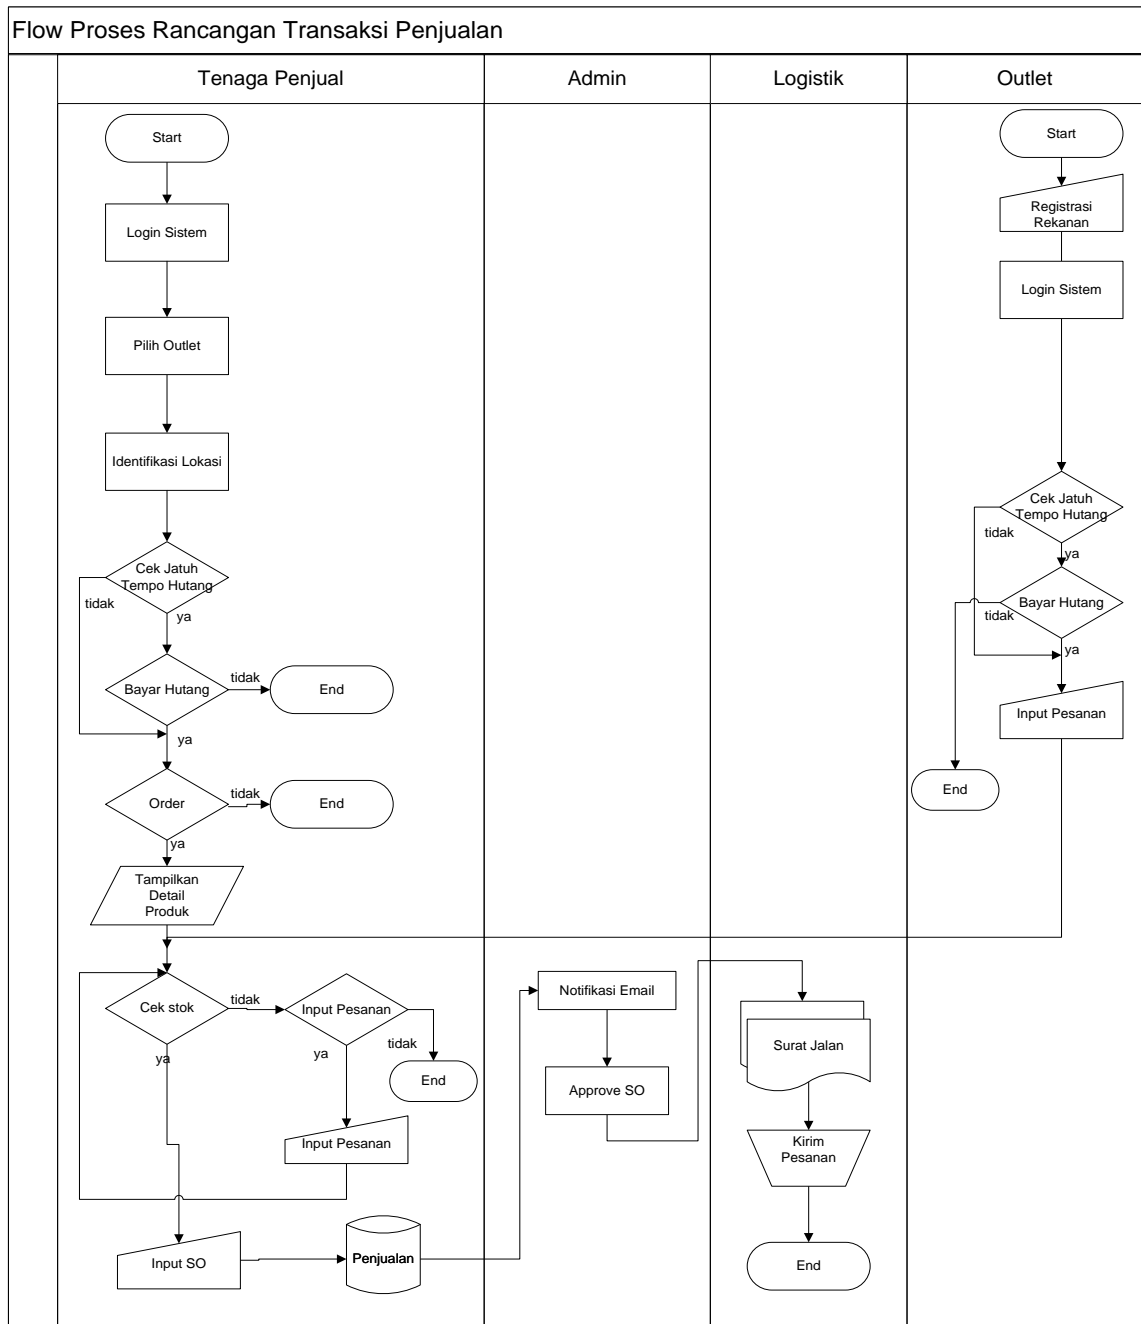 Flow Proses Rancangan Transaksi Penjualan
Tenaga Penjual
Admin
Logistik
Outlet
Start
Login Sistem
Pilih Outlet
Identifikasi Lokasi
Cek Jatuh
Tempo Hutang
tidak
ya
Bayar Hutang
tidak
End
ya
Order
tidak
End
ya
Tampilkan
Detail
Produk
Cek stok
tidak
Input Pesanan
ya
ya
tidak
End
Input Pesanan
Input SO
Penjualan
Notifikasi Email
Approve SO
Surat Jalan
Kirim
Pesanan
End
Start
Registrasi
Rekanan
Login Sistem
Cek Jatuh
Tempo Hutang
tidak
ya
Bayar Hutang
tidak
ya
Input Pesanan
End